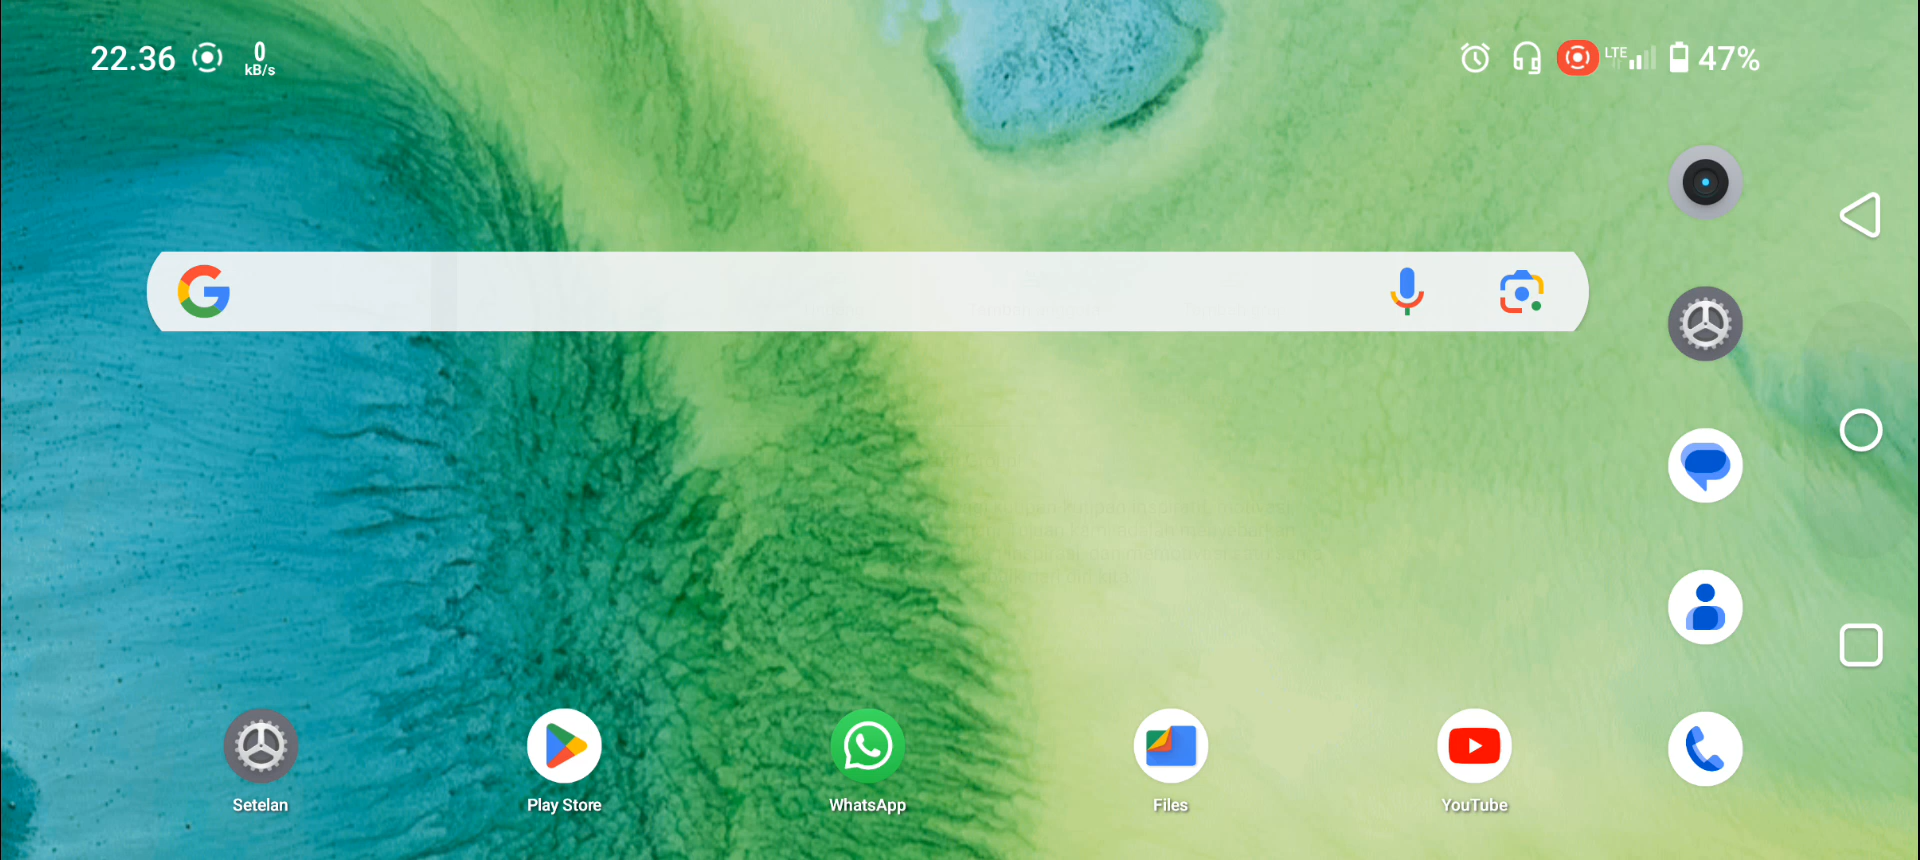 22.36
0
kB/s
LTE
47%
Setelan
Play Store
WhatsApp
Files
YouTube